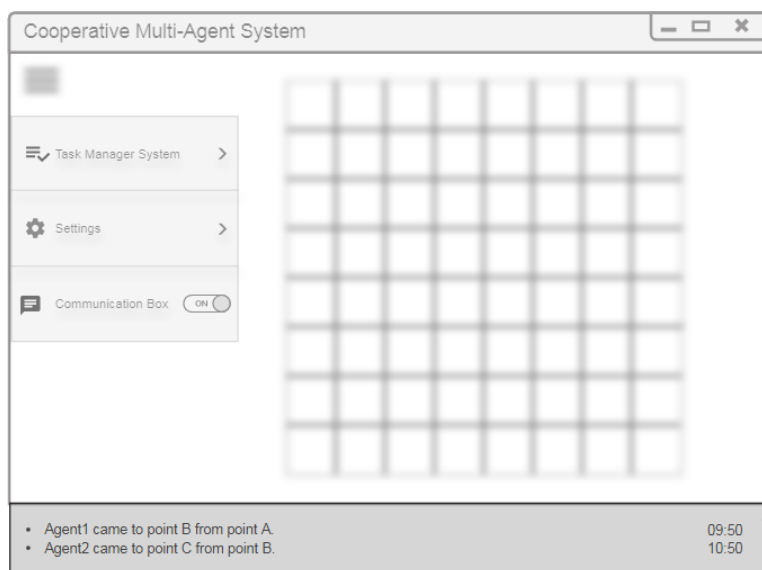 Cooperative Multi-Agent System
Task Manager System
Settings
Communication Box ON
• Agent1 came to point B from point A. 09:50
• Agent2 came to point C from point B. 10:50